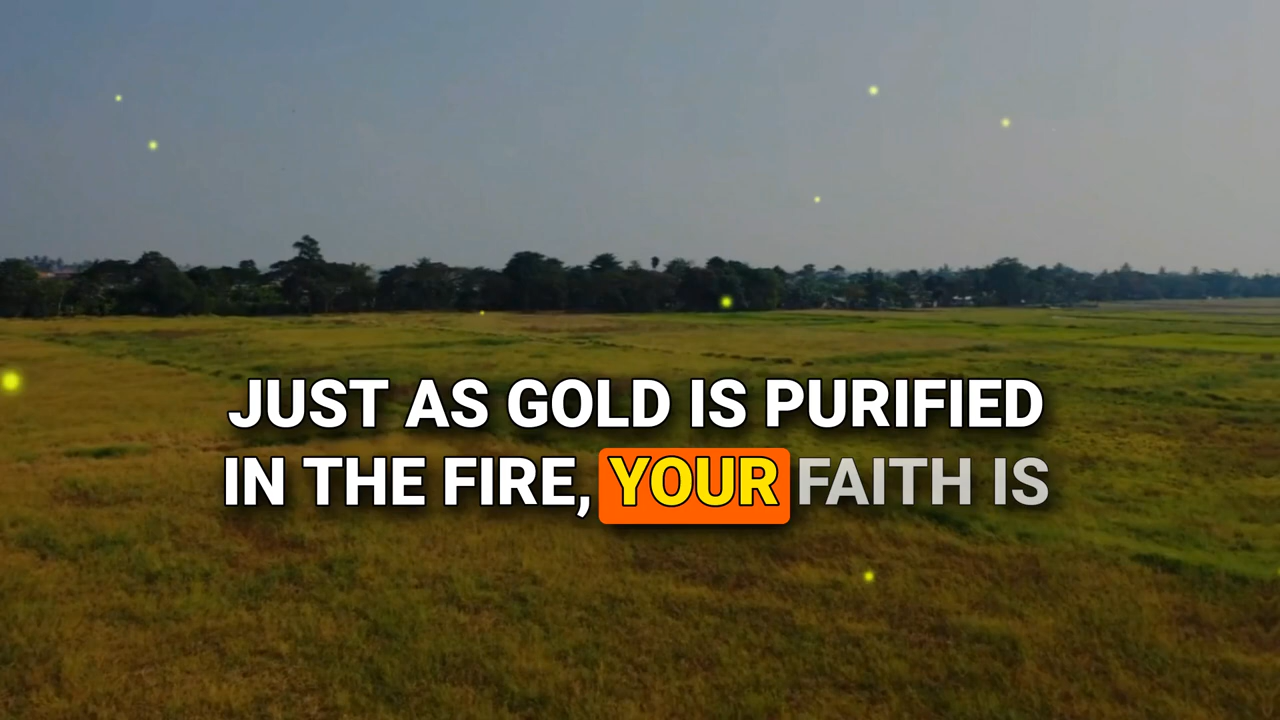 JUST AS GOLD IS PURIFIED
IN THE FIRE, YOUR FAITH IS